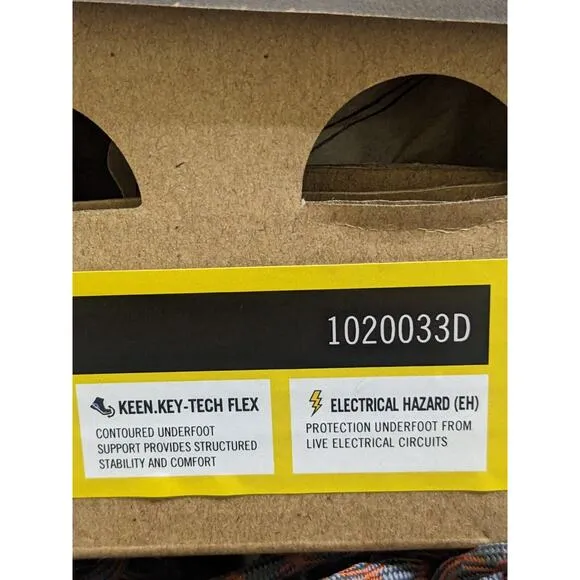 1020033D
KEEN.KEY-TECH FLEX
CONTOURED UNDERFOOT
SUPPORT PROVIDES STRUCTURED
STABILITY AND COMFORT
ELECTRICAL HAZARD (EH)
PROTECTION UNDERFOOT FROM
LIVE ELECTRICAL CIRCUITS